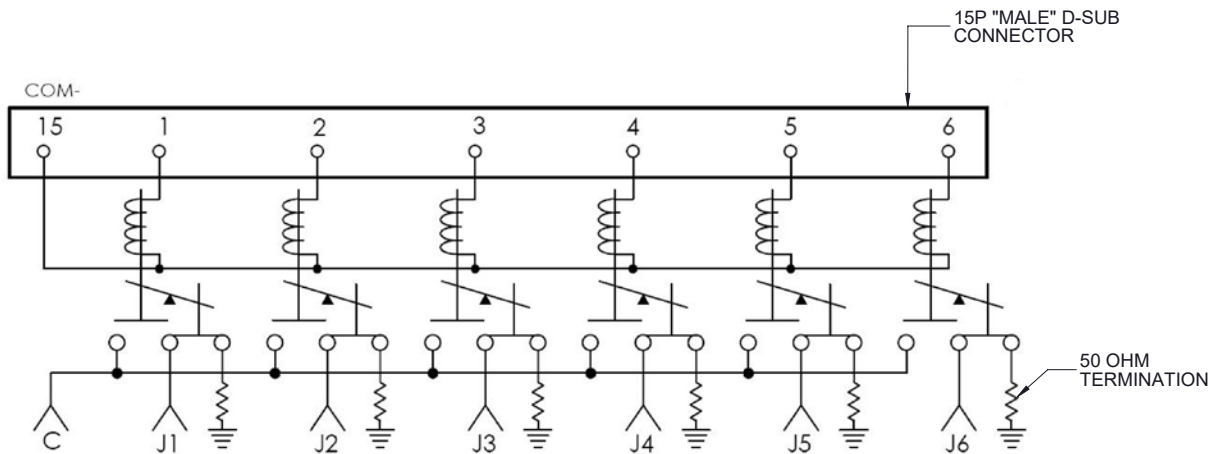 15P "MALE" D-SUB
CONNECTOR
COM-
15 1 2 3 4 5 6
50 OHM
TERMINATION
C J1 J2 J3 J4 J5 J6